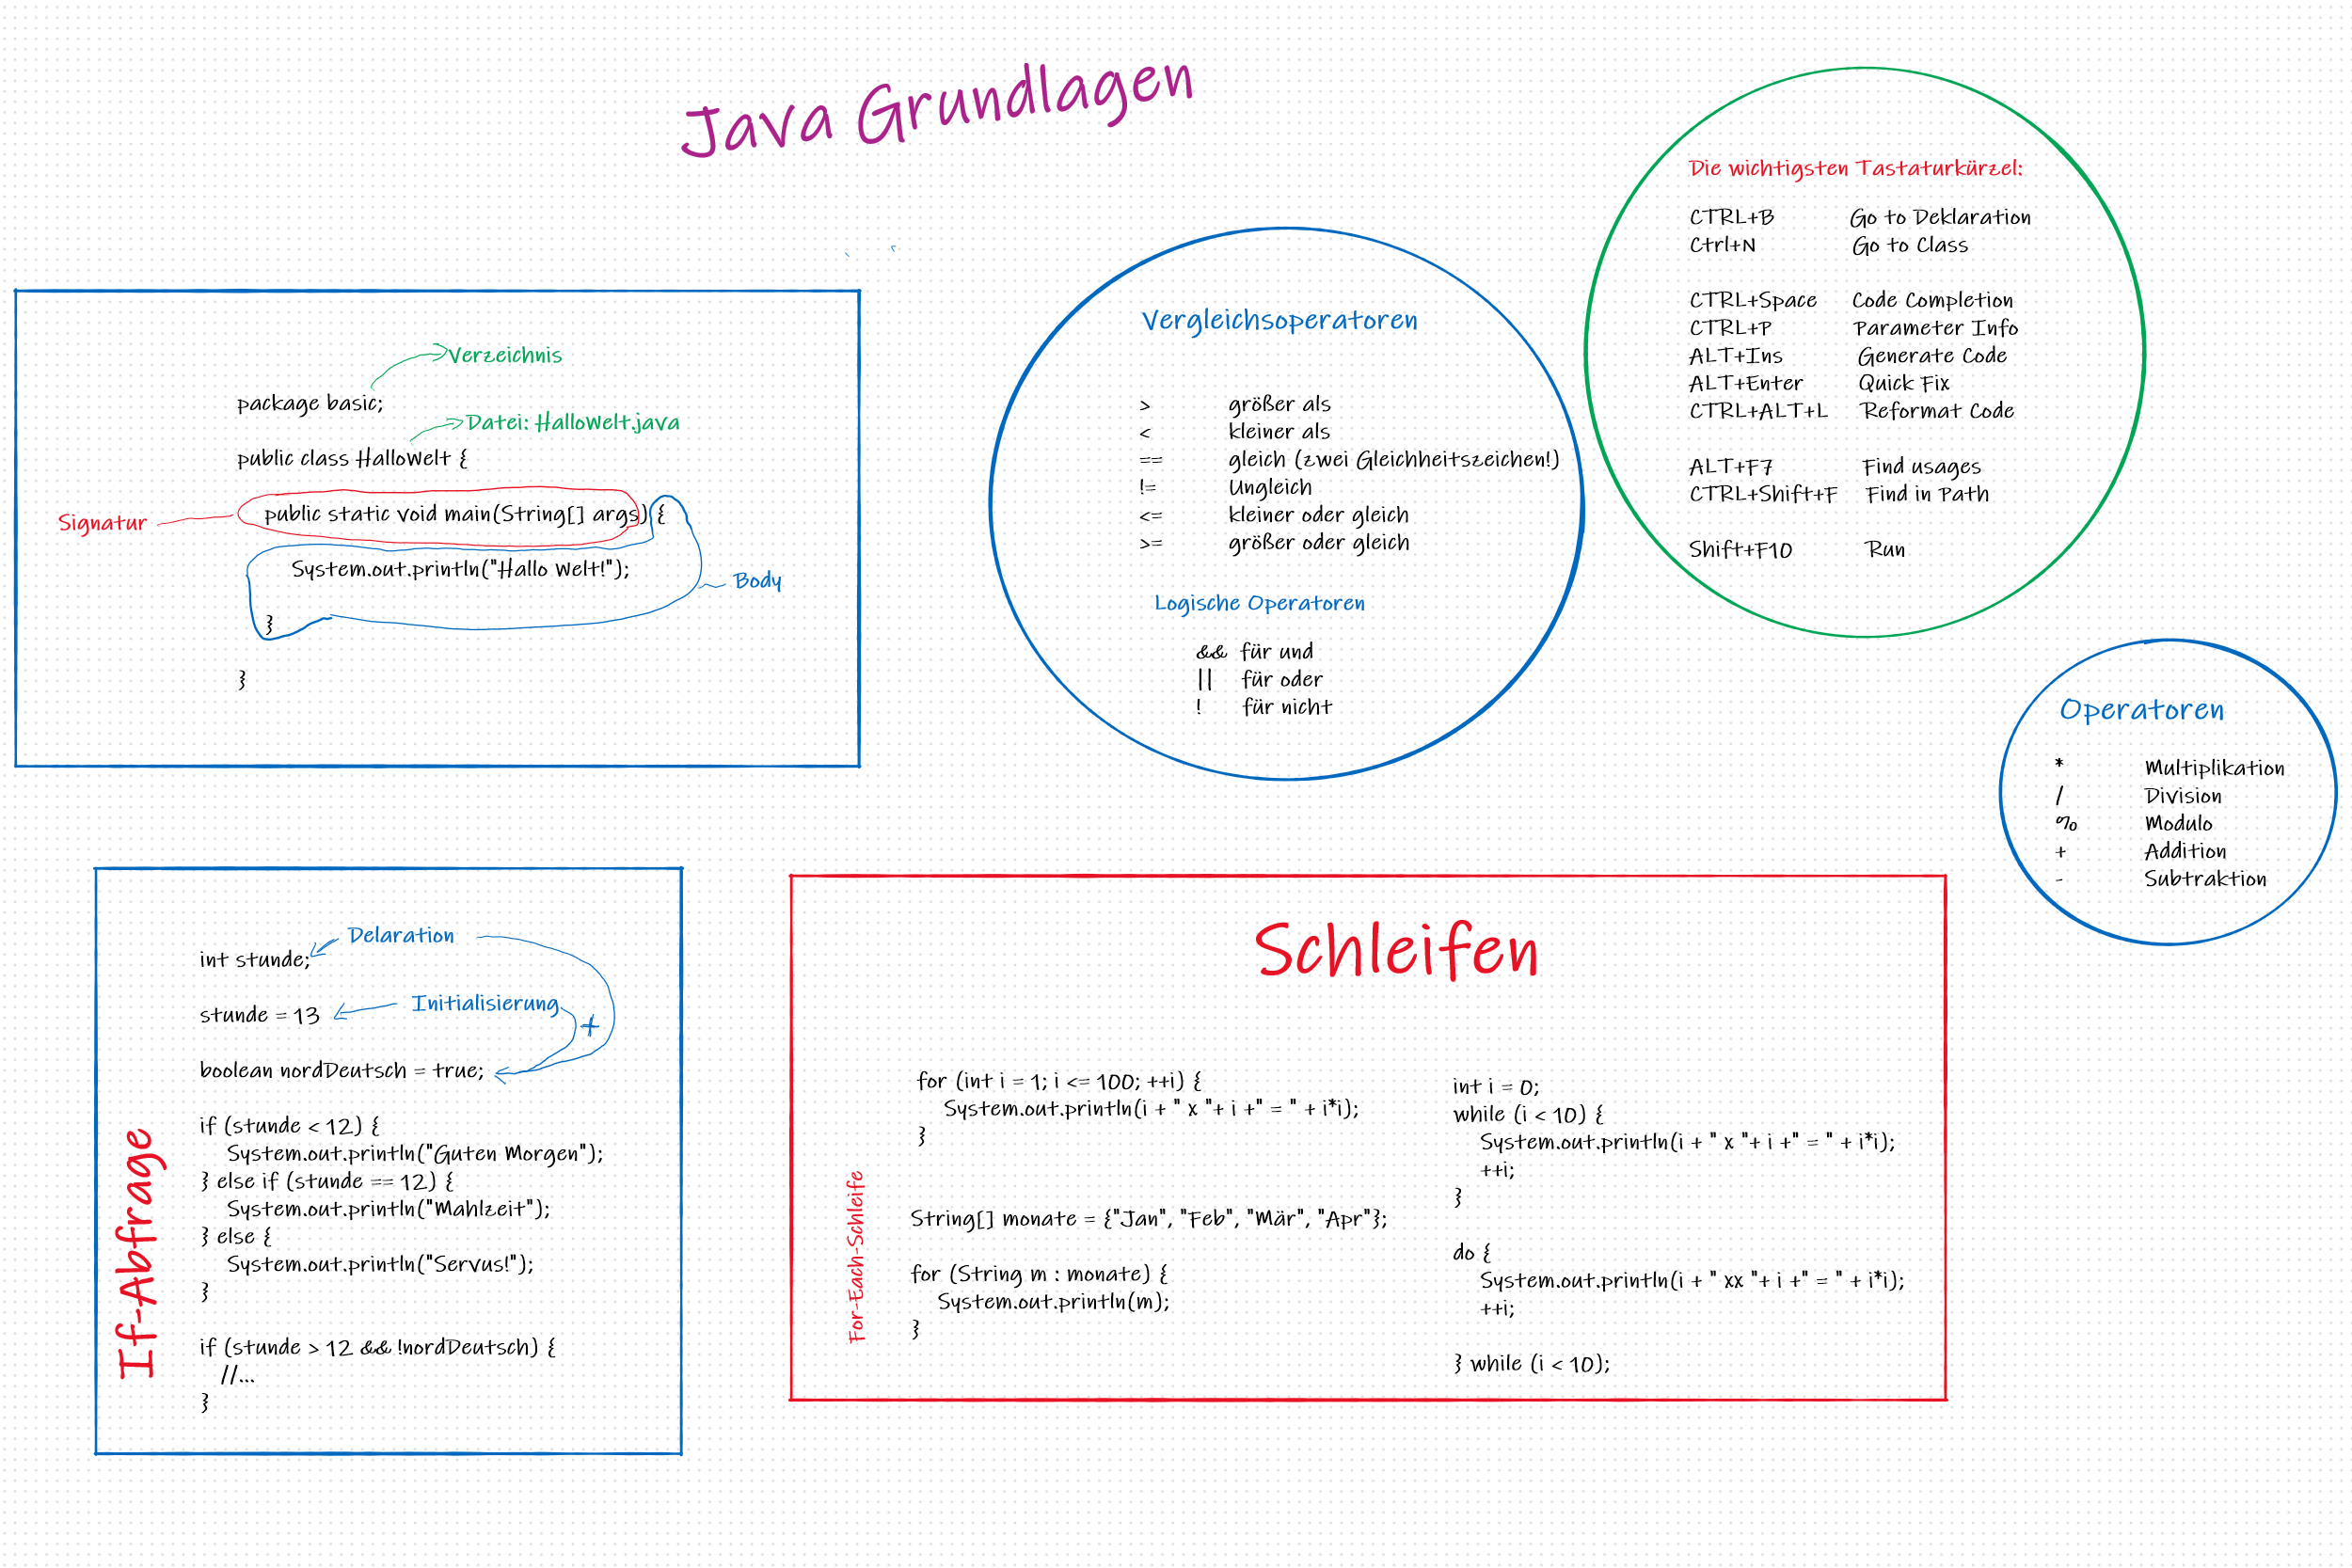 Java Grundlagen
Verzeichnis
package basic;
Datei: HalloWelt.java
public class HalloWelt {
Signatur
public static void main(String[] args) {
System.out.println("Hallo Welt!");
Body
}
}
Vergleichsoperatoren
> größer als
< kleiner als
== gleich (zwei Gleichheitszeichen!)
!= Ungleich
<= kleiner oder gleich
>= größer oder gleich
Logische Operatoren
&& für und
|| für oder
! für nicht
Die wichtigsten Tastaturkürzel:
CTRL+B Go to Deklaration
Ctrl+N Go to Class
CTRL+Space Code Completion
CTRL+P Parameter Info
ALT+Ins Generate Code
ALT+Enter Quick Fix
CTRL+ALT+L Reformat Code
ALT+F7 Find usages
CTRL+Shift+F Find in Path
Shift+F10 Run
Operatoren
* Multiplikation
/ Division
% Modulo
+ Addition
- Subtraktion
If-Abfrage
Delaration
int stunde;
Initialisierung
stunde = 13
+
boolean nordDeutsch = true;
if (stunde < 12) {
System.out.println("Guten Morgen");
} else if (stunde == 12) {
System.out.println("Mahlzeit");
} else {
System.out.println("Servus!");
}
if (stunde > 12 && !nordDeutsch) {
//...
}
Schleifen
for (int i = 1; i <= 100; ++i) {
System.out.println(i + " x "+ i +" = " + i*i);
}
For-Each-Schleife
String[] monate = {"Jan", "Feb", "Mär", "Apr"};
for (String m : monate) {
System.out.println(m);
}
int i = 0;
while (i < 10) {
System.out.println(i + " x "+ i +" = " + i*i);
++i;
}
do {
System.out.println(i + " xx "+ i +" = " + i*i);
++i;
} while (i < 10);